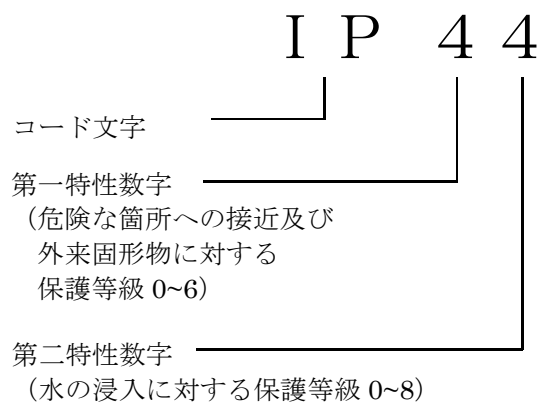 IP 44
コード文字
第一特性数字
（危険な箇所への接近及び
外来固形物に対する
保護等級 0~6）
第二特性数字
（水の浸入に対する保護等級 0~8）